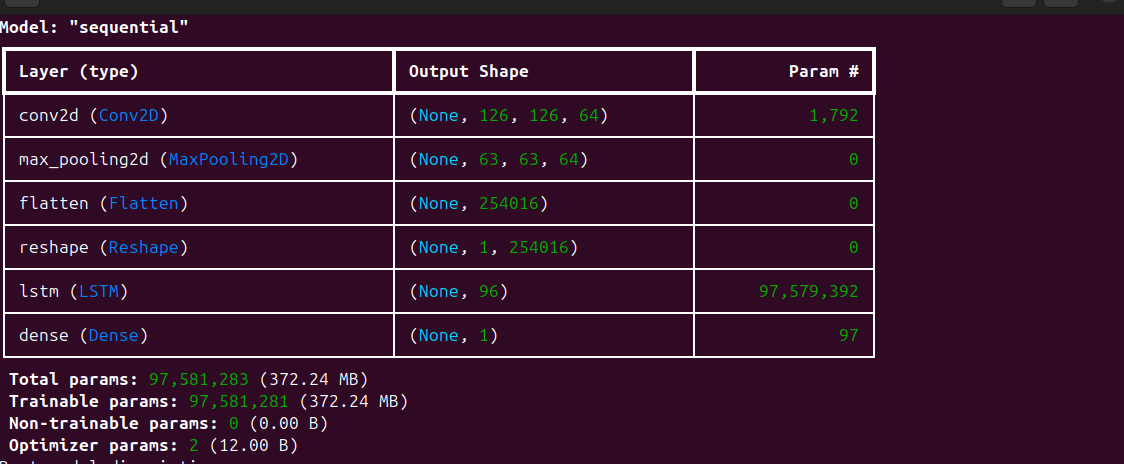 Model: "sequential"
Layer (type) Output Shape Param #
conv2d (Conv2D) (None, 126, 126, 64) 1,792
max_pooling2d (MaxPooling2D) (None, 63, 63, 64) 0
flatten (Flatten) (None, 254016) 0
reshape (Reshape) (None, 1, 254016) 0
lstm (LSTM) (None, 96) 97,579,392
dense (Dense) (None, 1) 97
Total params: 97,581,283 (372.24 MB)
Trainable params: 97,581,281 (372.24 MB)
Non-trainable params: 0 (0.00 B)
Optimizer params: 2 (12.00 B)